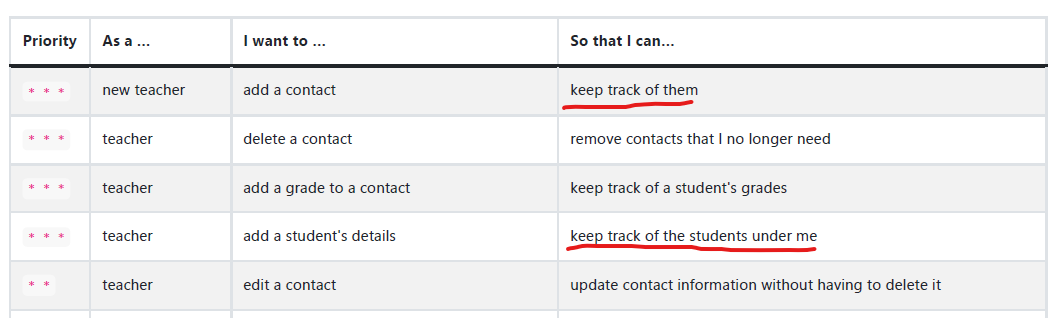 Priority As a ... I want to ... So that I can...
* * * new teacher add a contact keep track of them
* * * teacher delete a contact remove contacts that I no longer need
* * * teacher add a grade to a contact keep track of a student's grades
* * * teacher add a student's details keep track of the students under me
* * teacher edit a contact update contact information without having to delete it